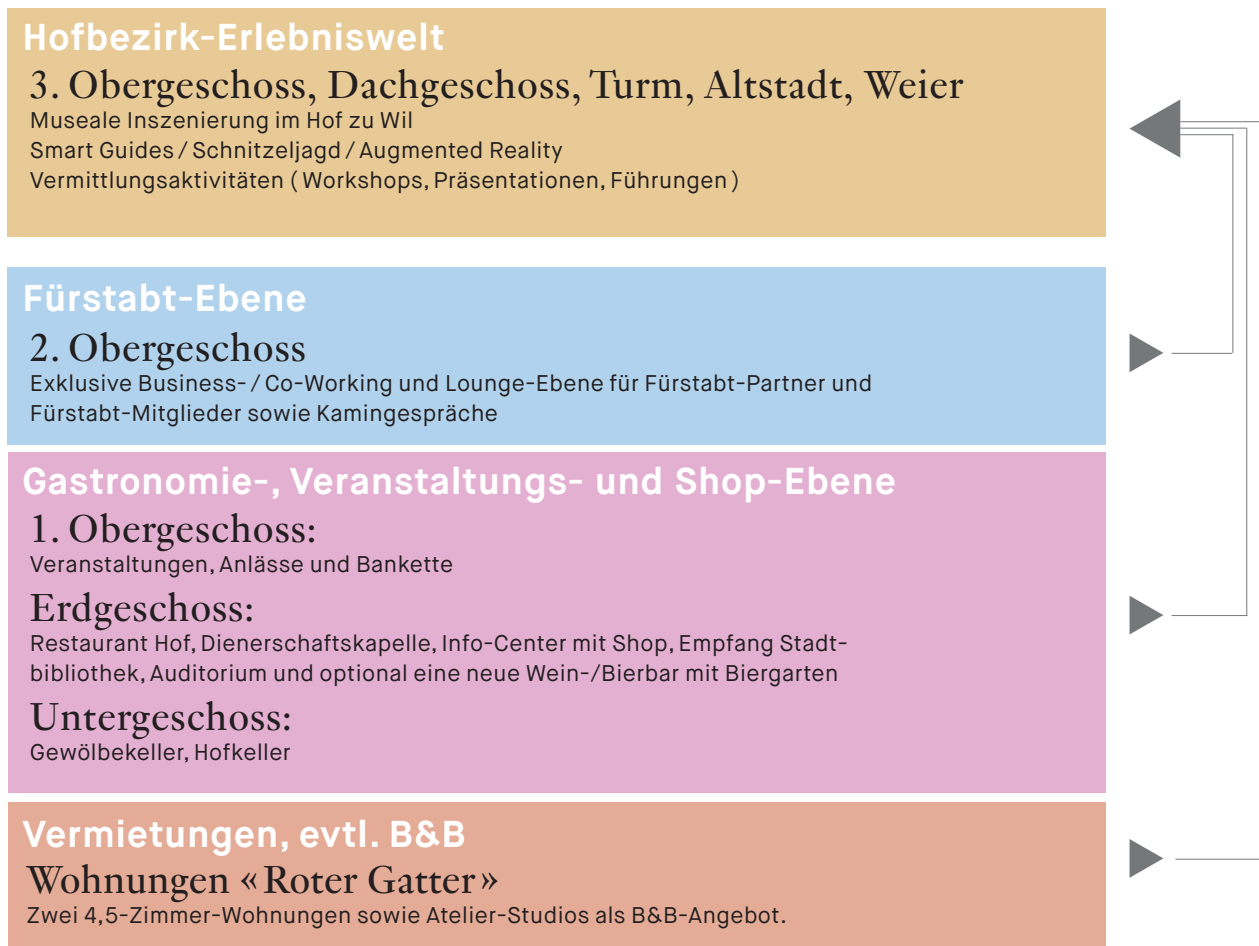 Hofbezirk-Erlebniswelt
3. Obergeschoss, Dachgeschoss, Turm, Altstadt, Weier
Museale Inszenierung im Hof zu Wil
Smart Guides / Schnitzeljagd / Augmented Reality
Vermittlungsaktivitäten ( Workshops, Präsentationen, Führungen )
Fürstabt-Ebene
2. Obergeschoss
Exklusive Business- / Co-Working und Lounge-Ebene für Fürstabt-Partner und
Fürstabt-Mitglieder sowie Kamingespräche
Gastronomie-, Veranstaltungs- und Shop-Ebene
1. Obergeschoss:
Veranstaltungen, Anlässe und Bankette
Erdgeschoss:
Restaurant Hof, Dienerschaftskapelle, Info-Center mit Shop, Empfang Stadt-
bibliothek, Auditorium und optional eine neue Wein-/Bierbar mit Biergarten
Untergeschoss:
Gewölbekeller, Hofkeller
Vermietungen, evtl. B&B
Wohnungen «Roter Gatter»
Zwei 4,5-Zimmer-Wohnungen sowie Atelier-Studios als B&B-Angebot.